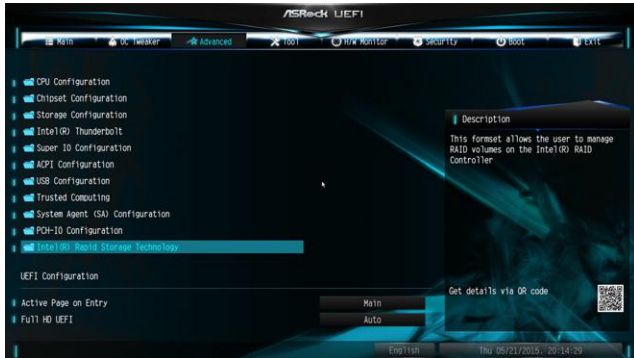 ASRock UEFI
Main OC Tweaker Advanced Tool H/W Monitor Security Boot Exit
CPU Configuration
Chipset Configuration
Storage Configuration
Intel(R) Thunderbolt
Super IO Configuration
ACPI Configuration
USB Configuration
Trusted Computing
System Agent (SA) Configuration
PCH-IO Configuration
Intel(R) Rapid Storage Technology
UEFI Configuration
Active Page on Entry Main
Full HD UEFI Auto
Description
This formset allows the user to manage
RAID volumes on the Intel(R) RAID
Controller
Get details via QR code
English Thu 05/21/2015, 20:14:29